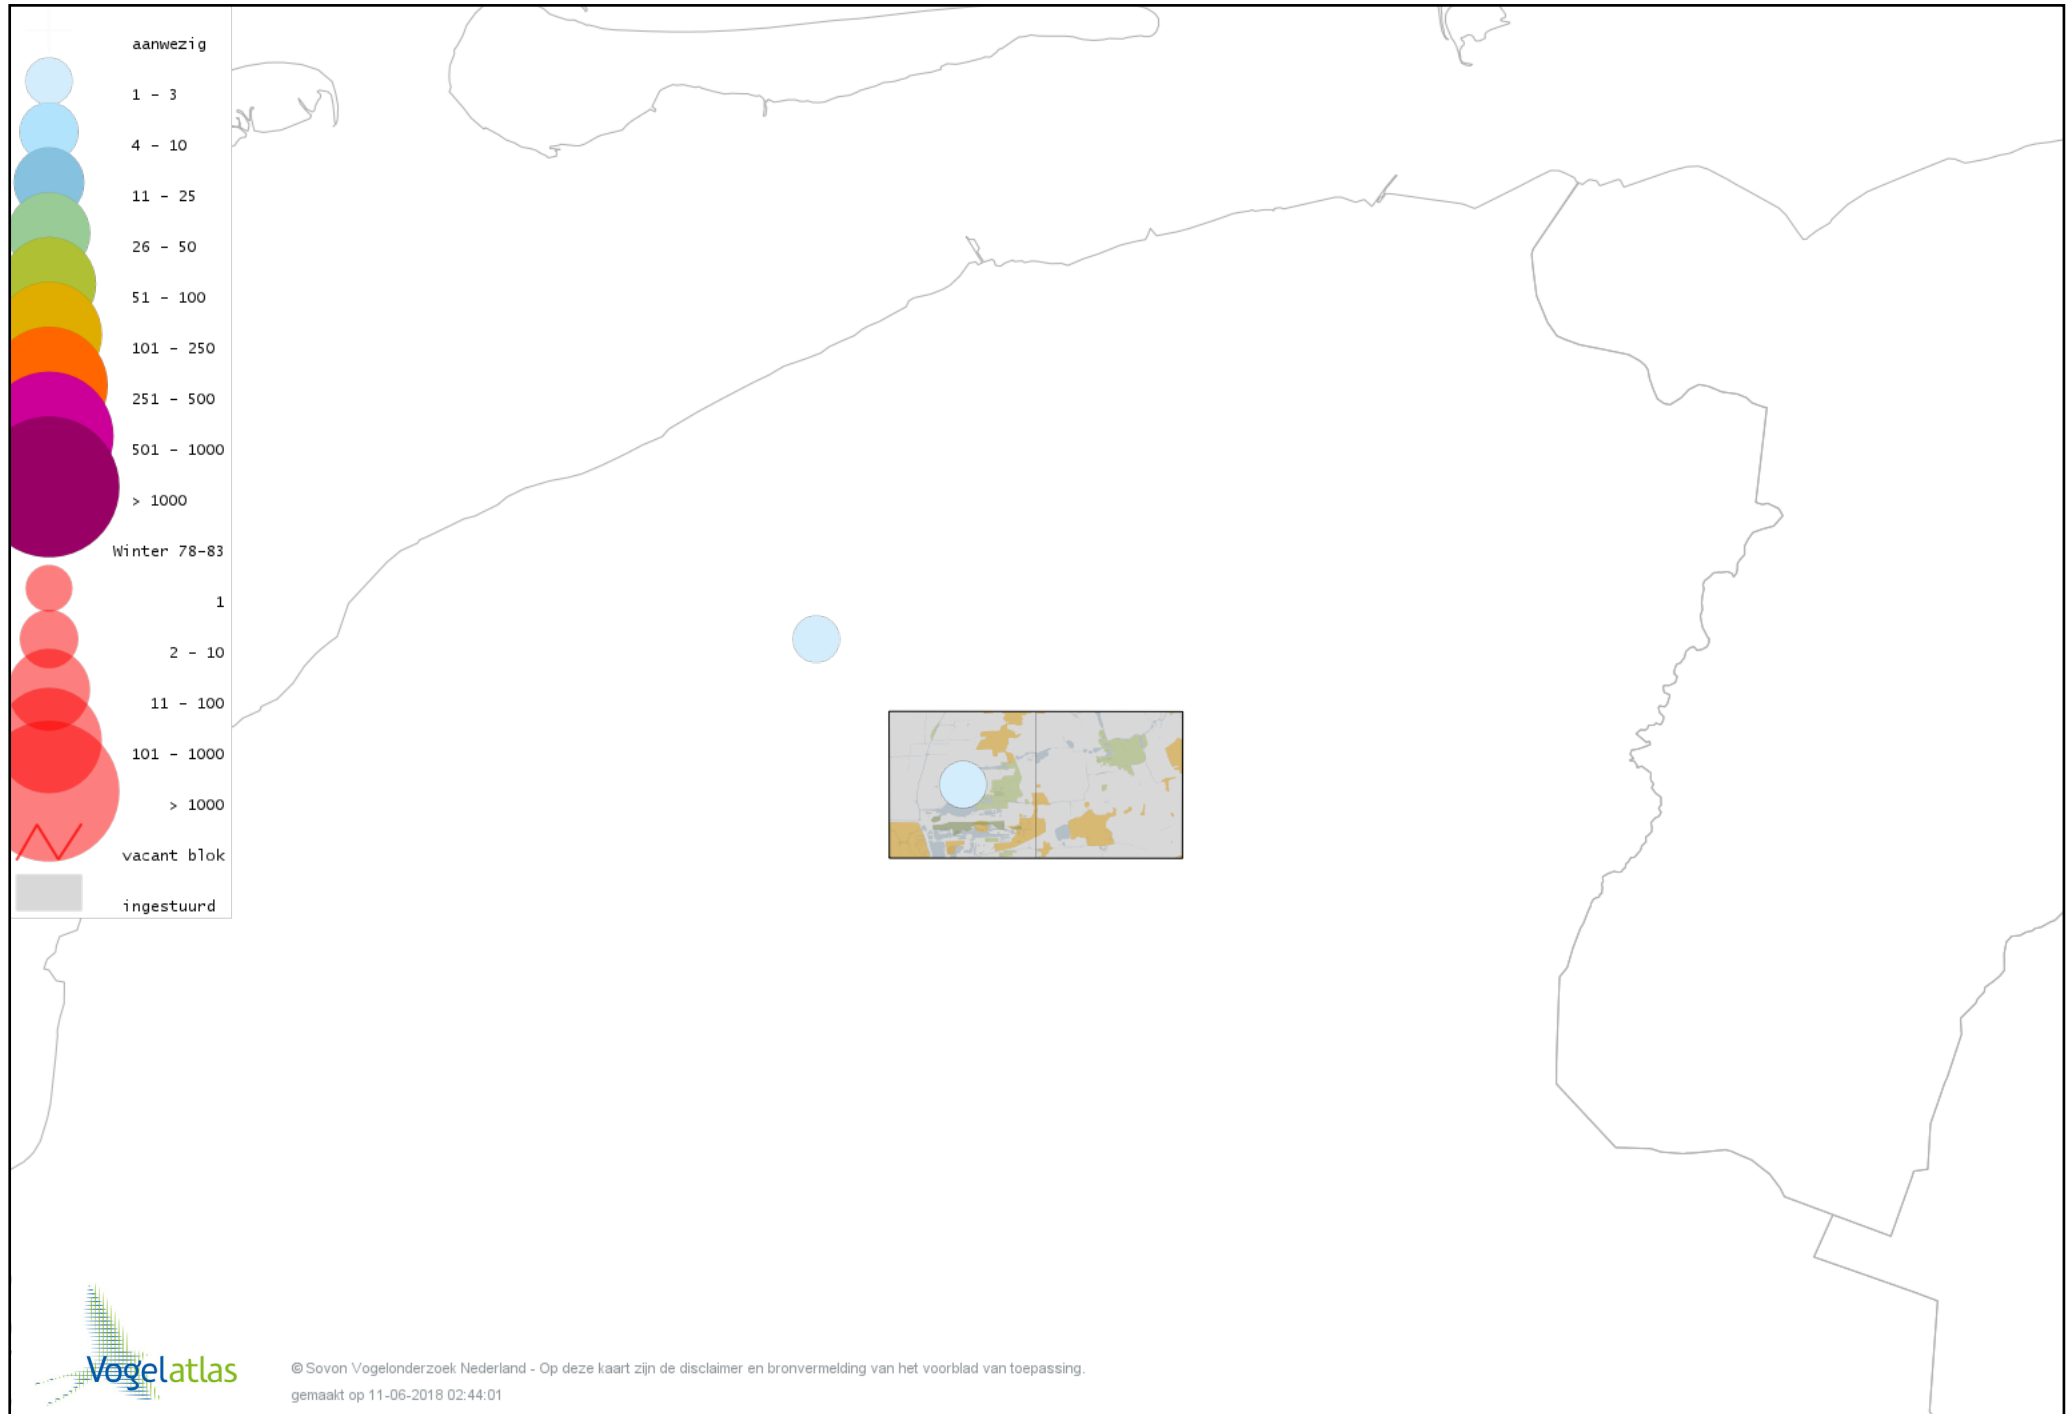 aanwezig
1 - 3
4 - 10
11 - 25
26 - 50
51 - 100
101 - 250
251 - 500
501 - 1000
> 1000
Winter 78-83
1
2 - 10
11 - 100
101 - 1000
> 1000
vacant blok
ingestuurd
Vogelatlas
© Sovon Vogelonderzoek Nederland - Op deze kaart zijn de disclaimer en bronvermelding van het voorblad van toepassing.
gemaakt op 11-06-2018 02:44:01